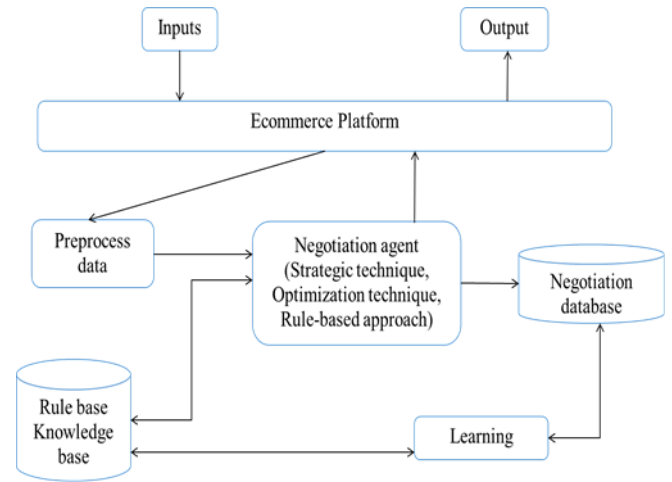 Inputs
Output
Ecommerce Platform
Preprocess
data
Negotiation agent
(Strategic technique,
Optimization technique,
Rule-based approach)
Negotiation
database
Rule base
Knowledge
base
Learning